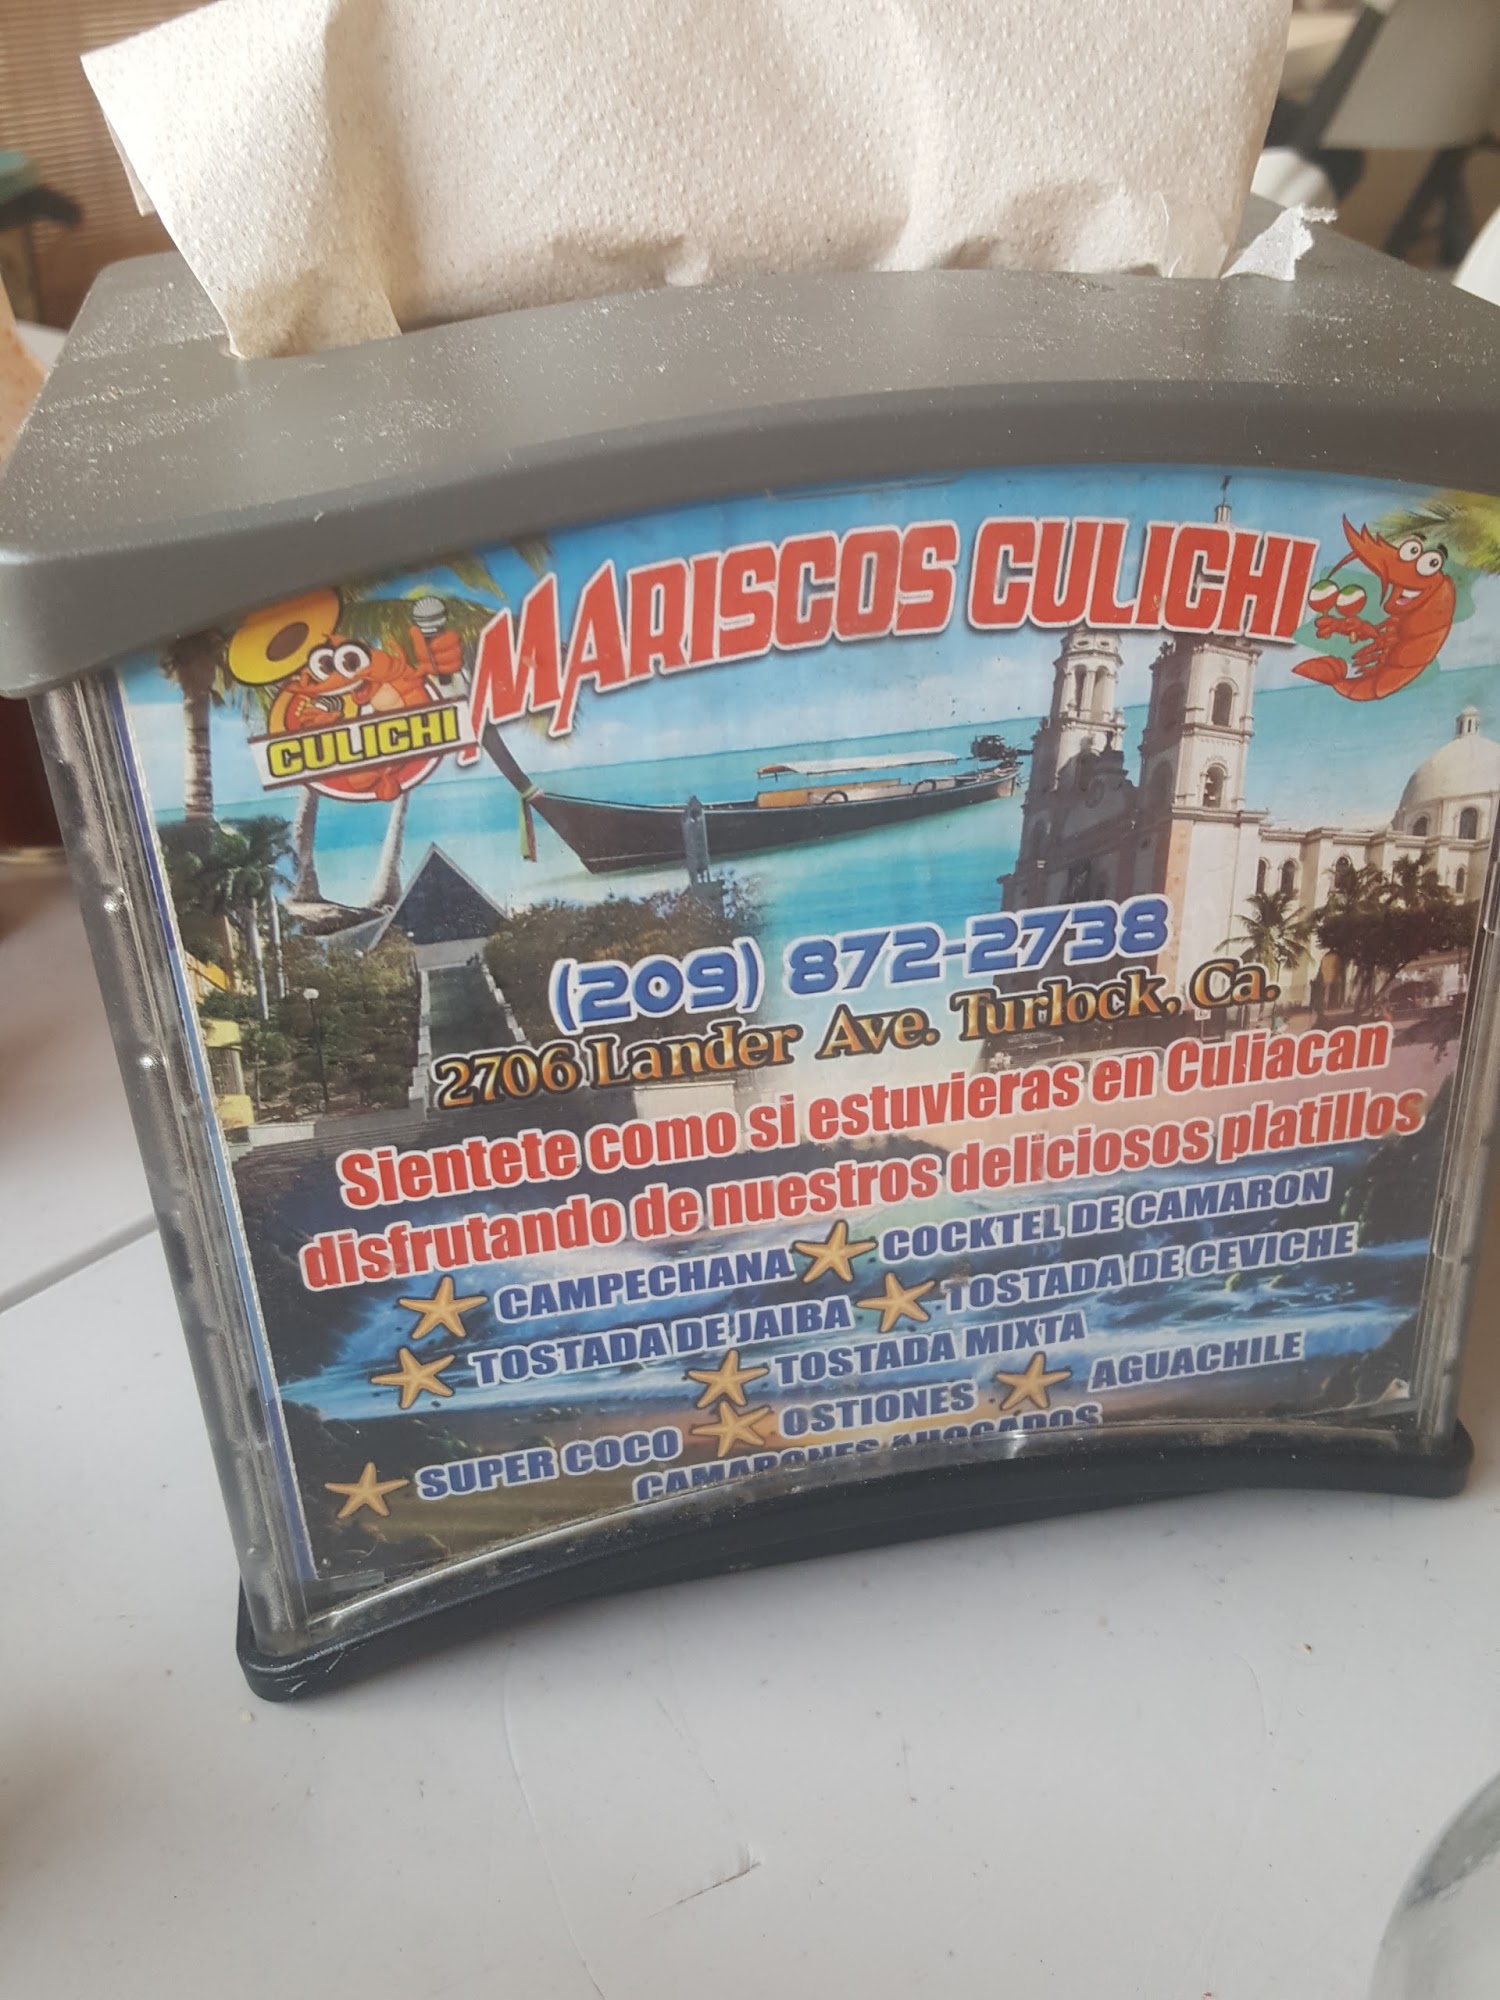 MARISCOS CULICHI
CULICHI
(209) 872-2738
2706 Lander Ave. Turlock, Ca.
Sientete como si estuvieras en Culiacan
disfrutando de nuestros deliciosos platillos
CAMPECHANA COCKTEL DE CAMARON
TOSTADA DE JAIBA TOSTADA DE CEVICHE
TOSTADA MIXTA
SUPER COCO OSTIONES AGUACHILE
CAMARONES AHOGADOS